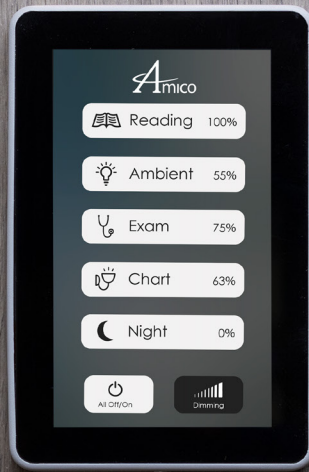 Amico
Reading 100%
Ambient 55%
Exam 75%
Chart 63%
Night 0%
All Off/On
Dimming